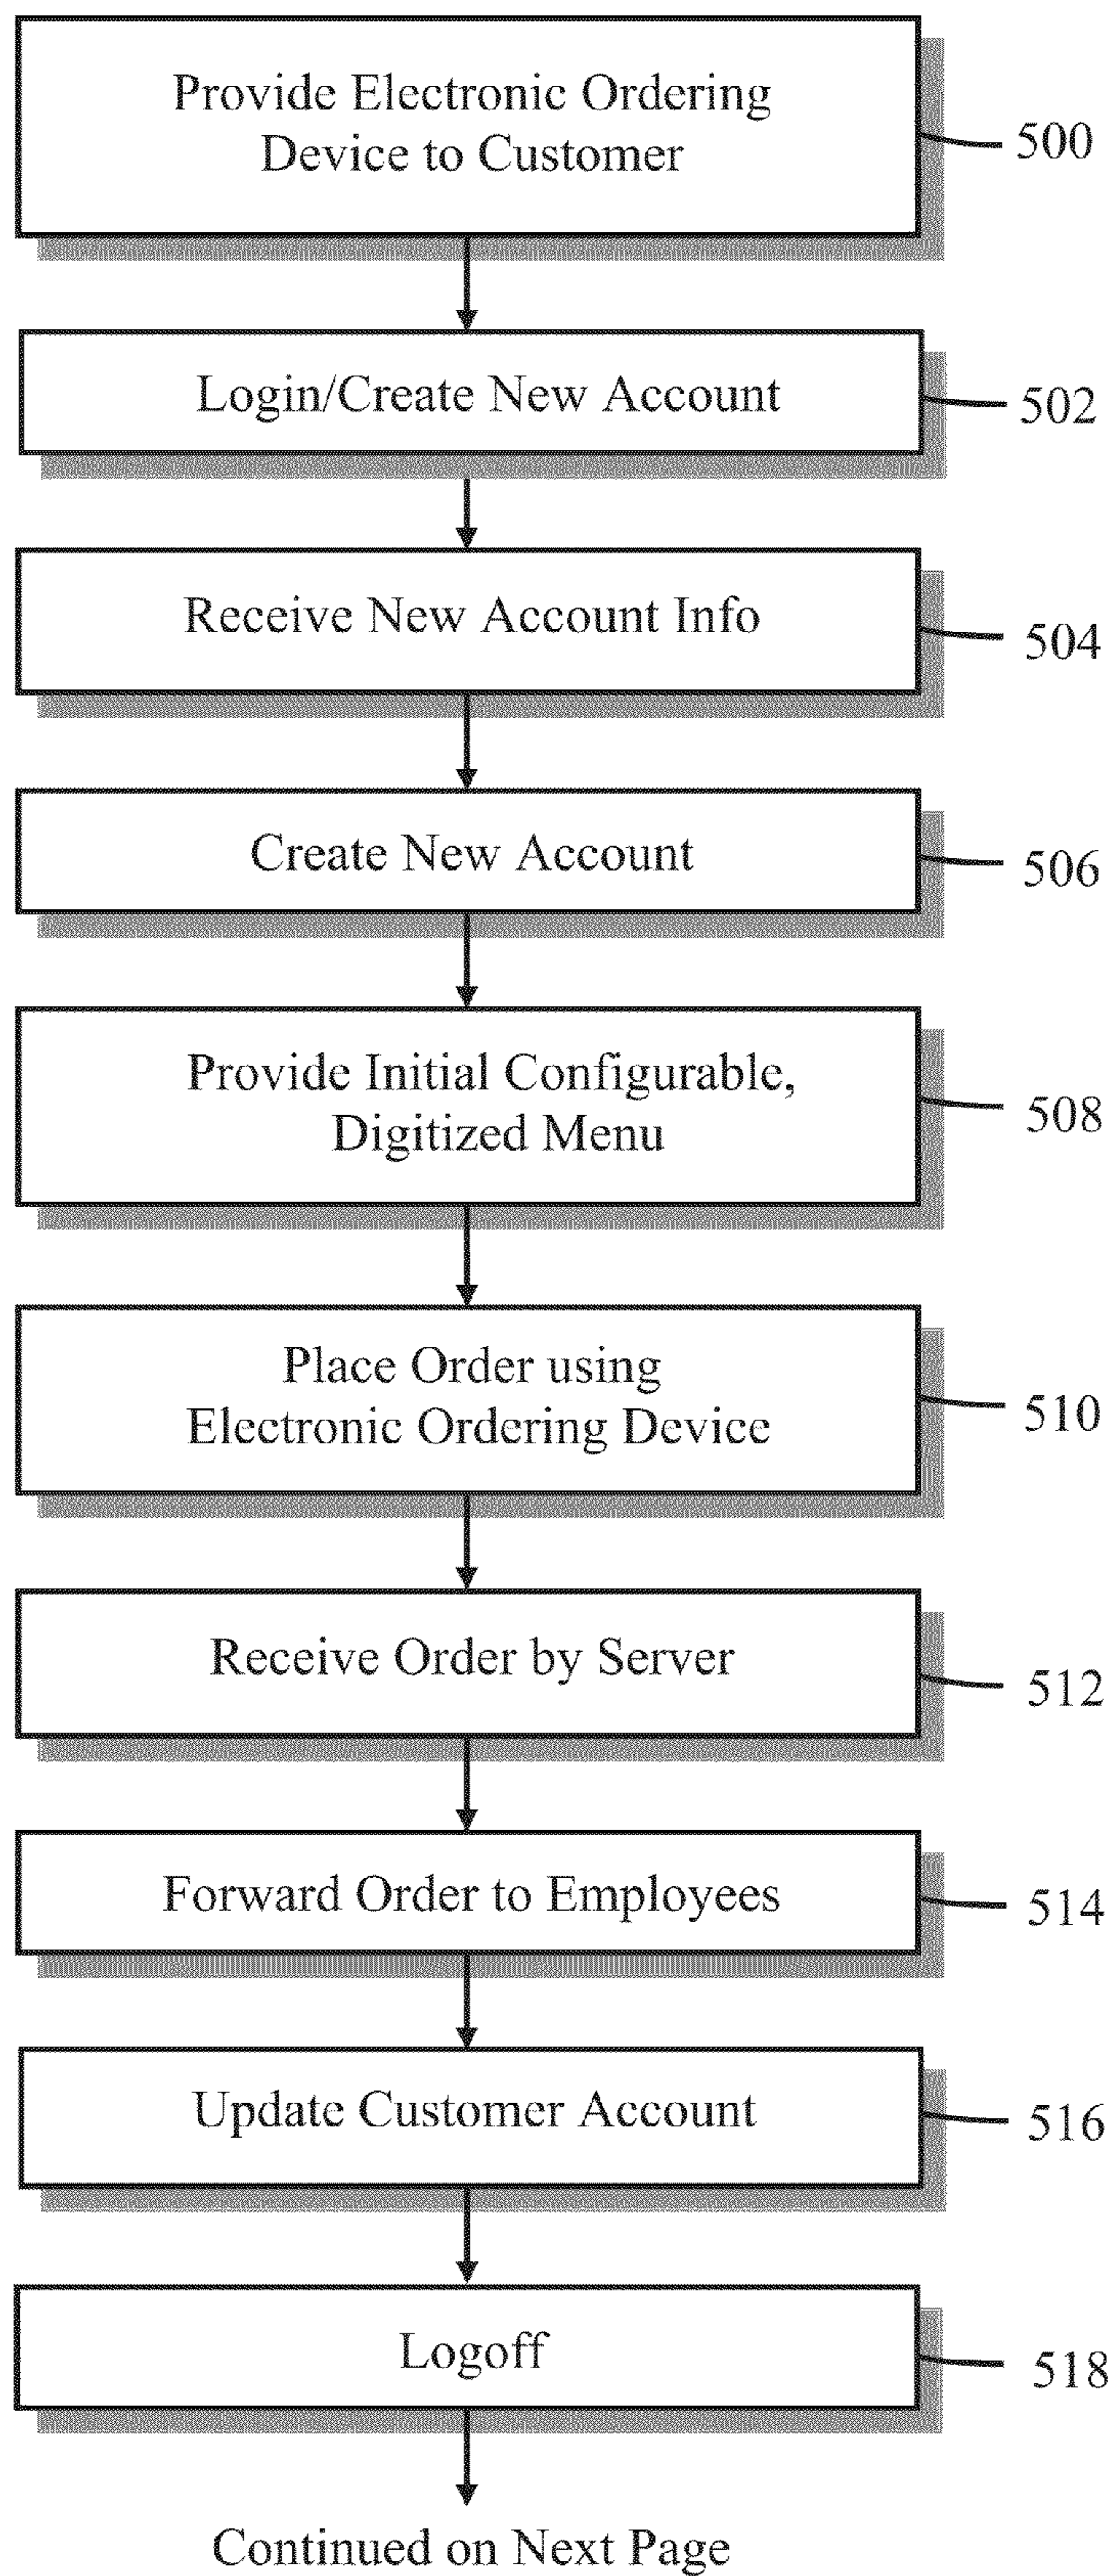 Provide Electronic Ordering
Device to Customer
500
Login/Create New Account
502
Receive New Account Info
504
Create New Account
506
Provide Initial Configurable,
Digitized Menu
508
Place Order using
Electronic Ordering Device
510
Receive Order by Server
512
Forward Order to Employees
514
Update Customer Account
516
Logoff
518
Continued on Next Page